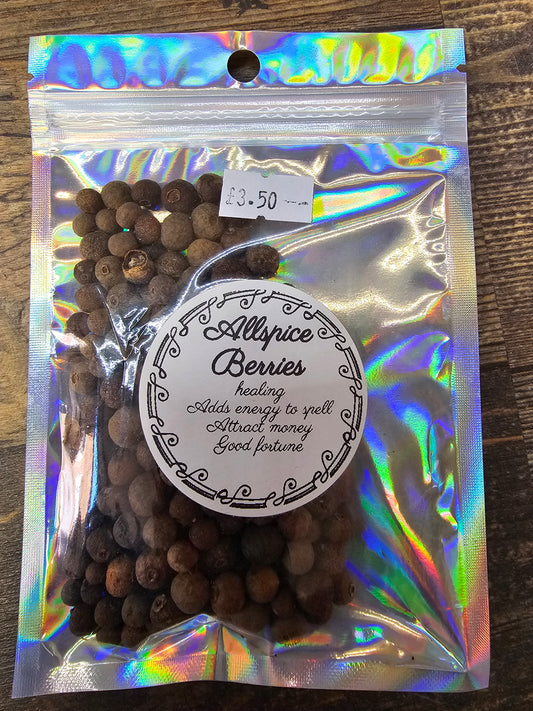 £3.50
Allspice
Berries
healing
Adds energy to spell
Attract money
Good fortune